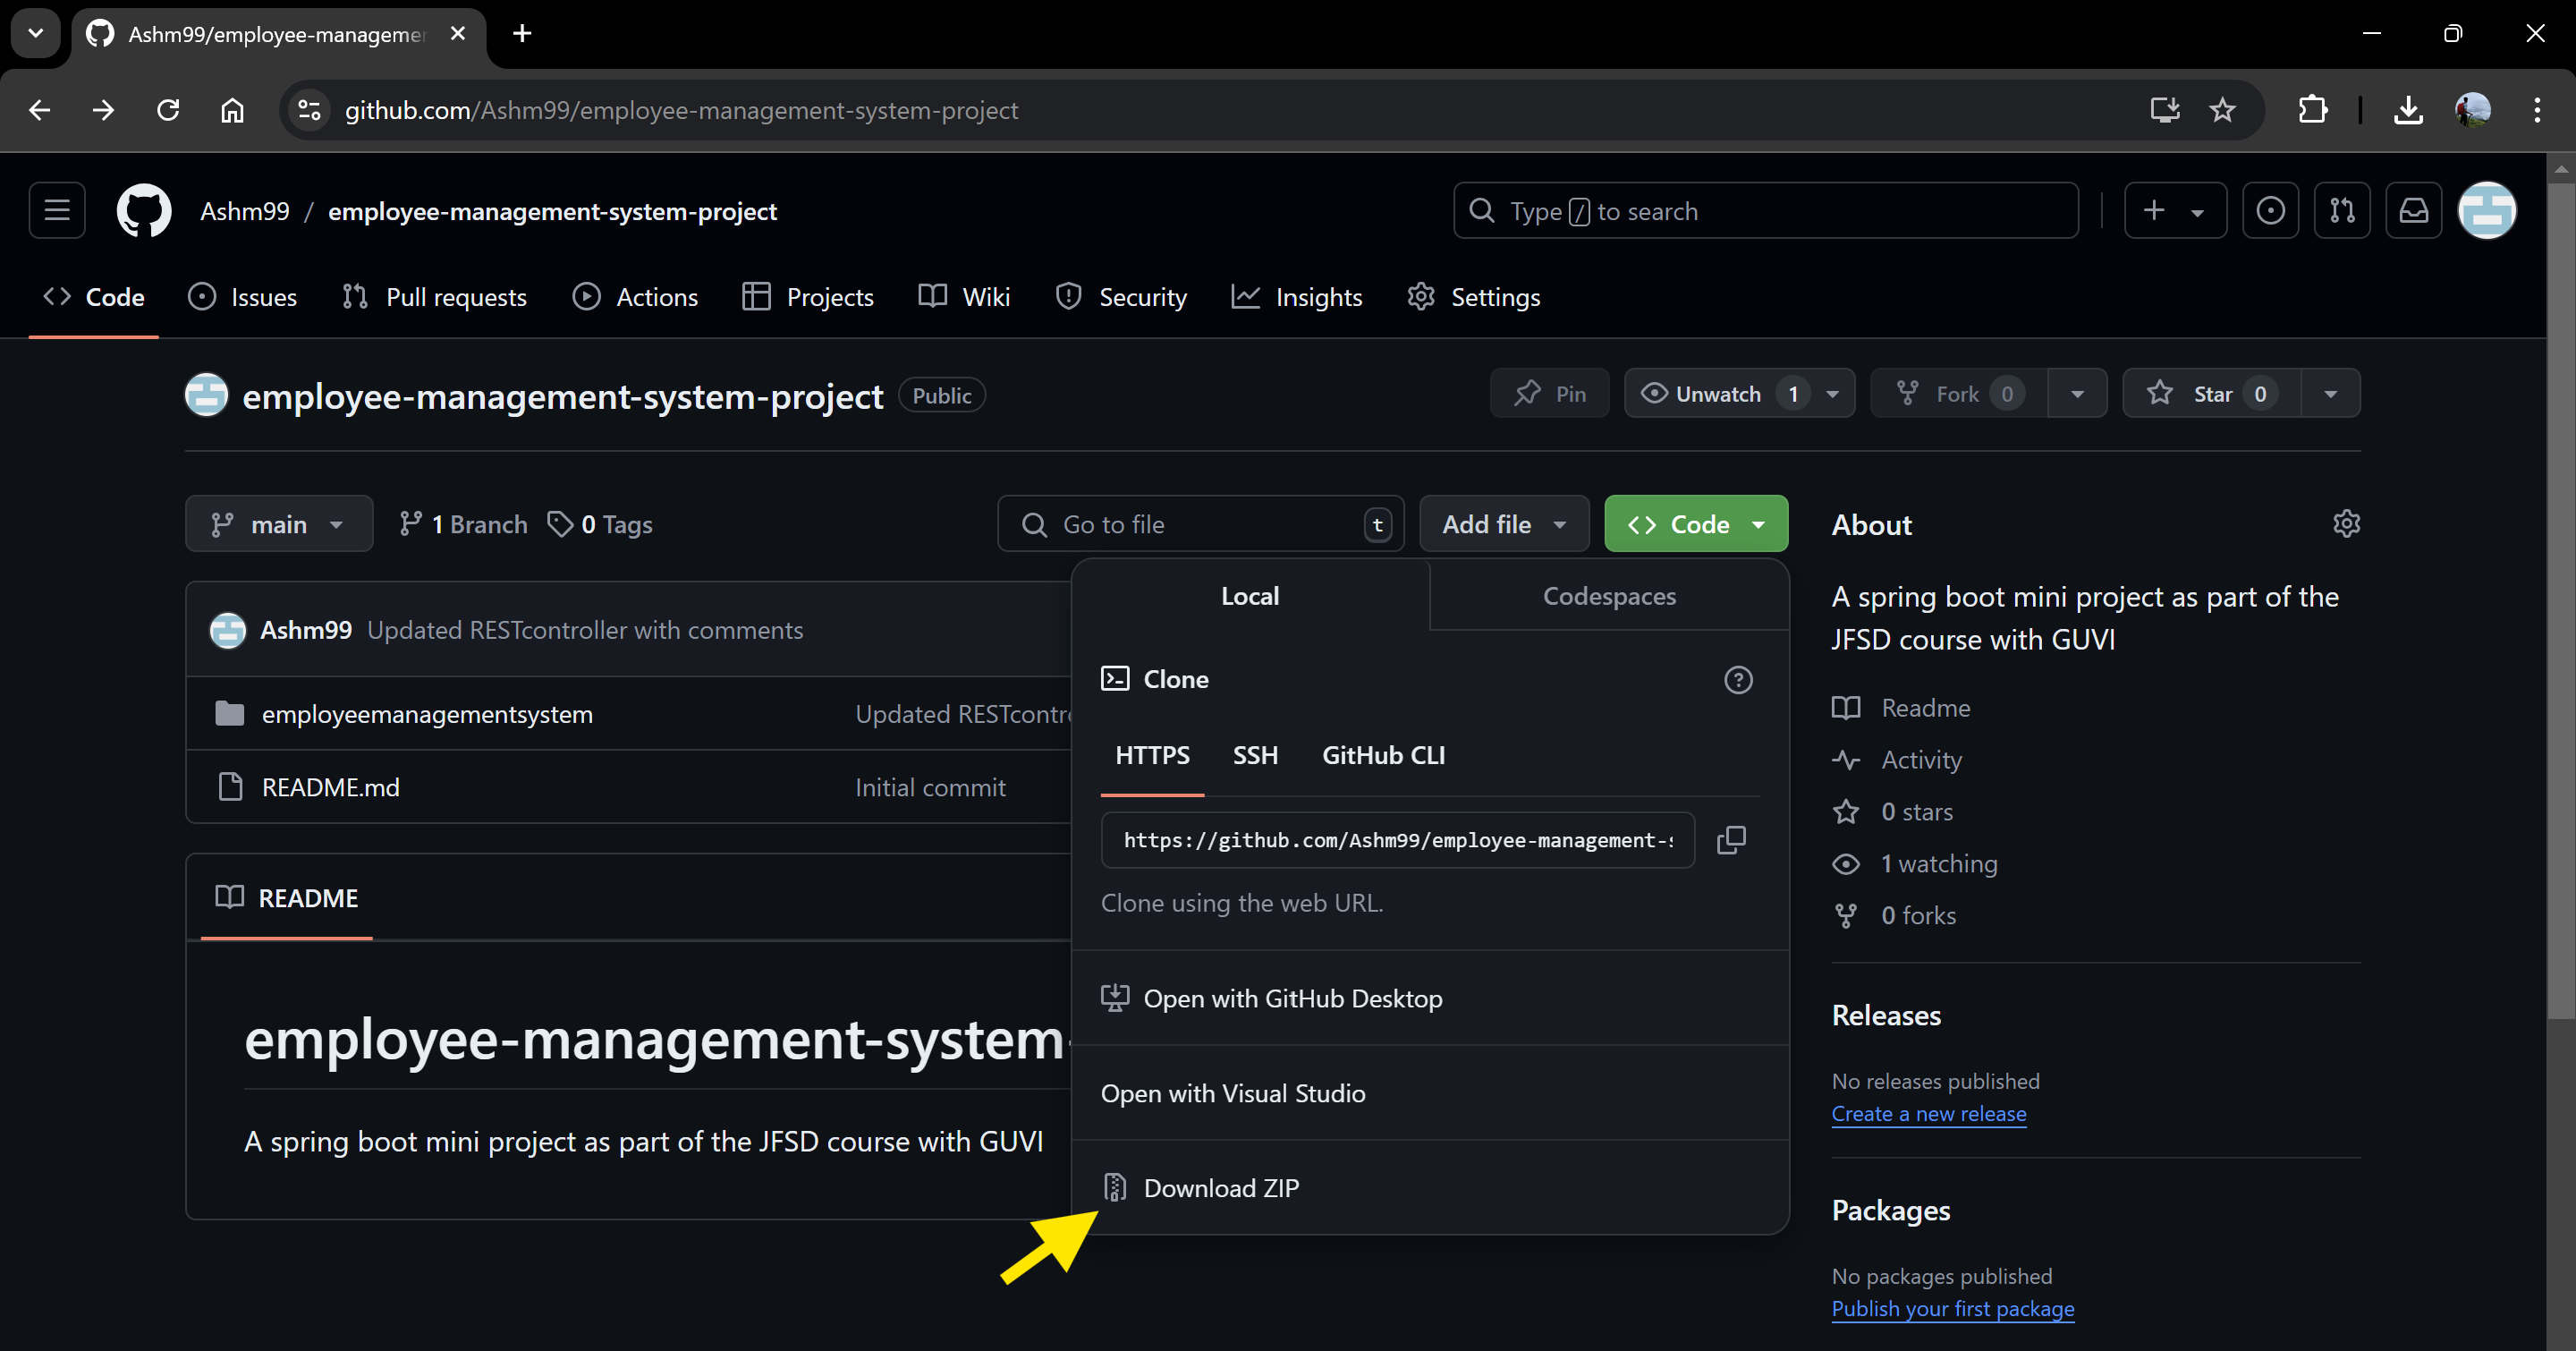 Ashm99/employee-manageme
github.com/Ashm99/employee-management-system-project
Ashm99 / employee-management-system-project
Type / to search
Code Issues Pull requests Actions Projects Wiki Security Insights Settings
employee-management-system-project Public
Pin Unwatch 1 Fork 0 Star 0
main 1 Branch 0 Tags Go to file t Add file Code
Ashm99 Updated RESTcontroller with comments
employeemanagementsystem Updated RESTcontro
README.md Initial commit
README
employee-management-system-
A spring boot mini project as part of the JFSD course with GUVI
Local Codespaces
Clone
HTTPS SSH GitHub CLI
https://github.com/Ashm99/employee-management-s
Clone using the web URL.
Open with GitHub Desktop
Open with Visual Studio
Download ZIP
About
A spring boot mini project as part of the
JFSD course with GUVI
Readme
Activity
0 stars
1 watching
0 forks
Releases
No releases published
Create a new release
Packages
No packages published
Publish your first package